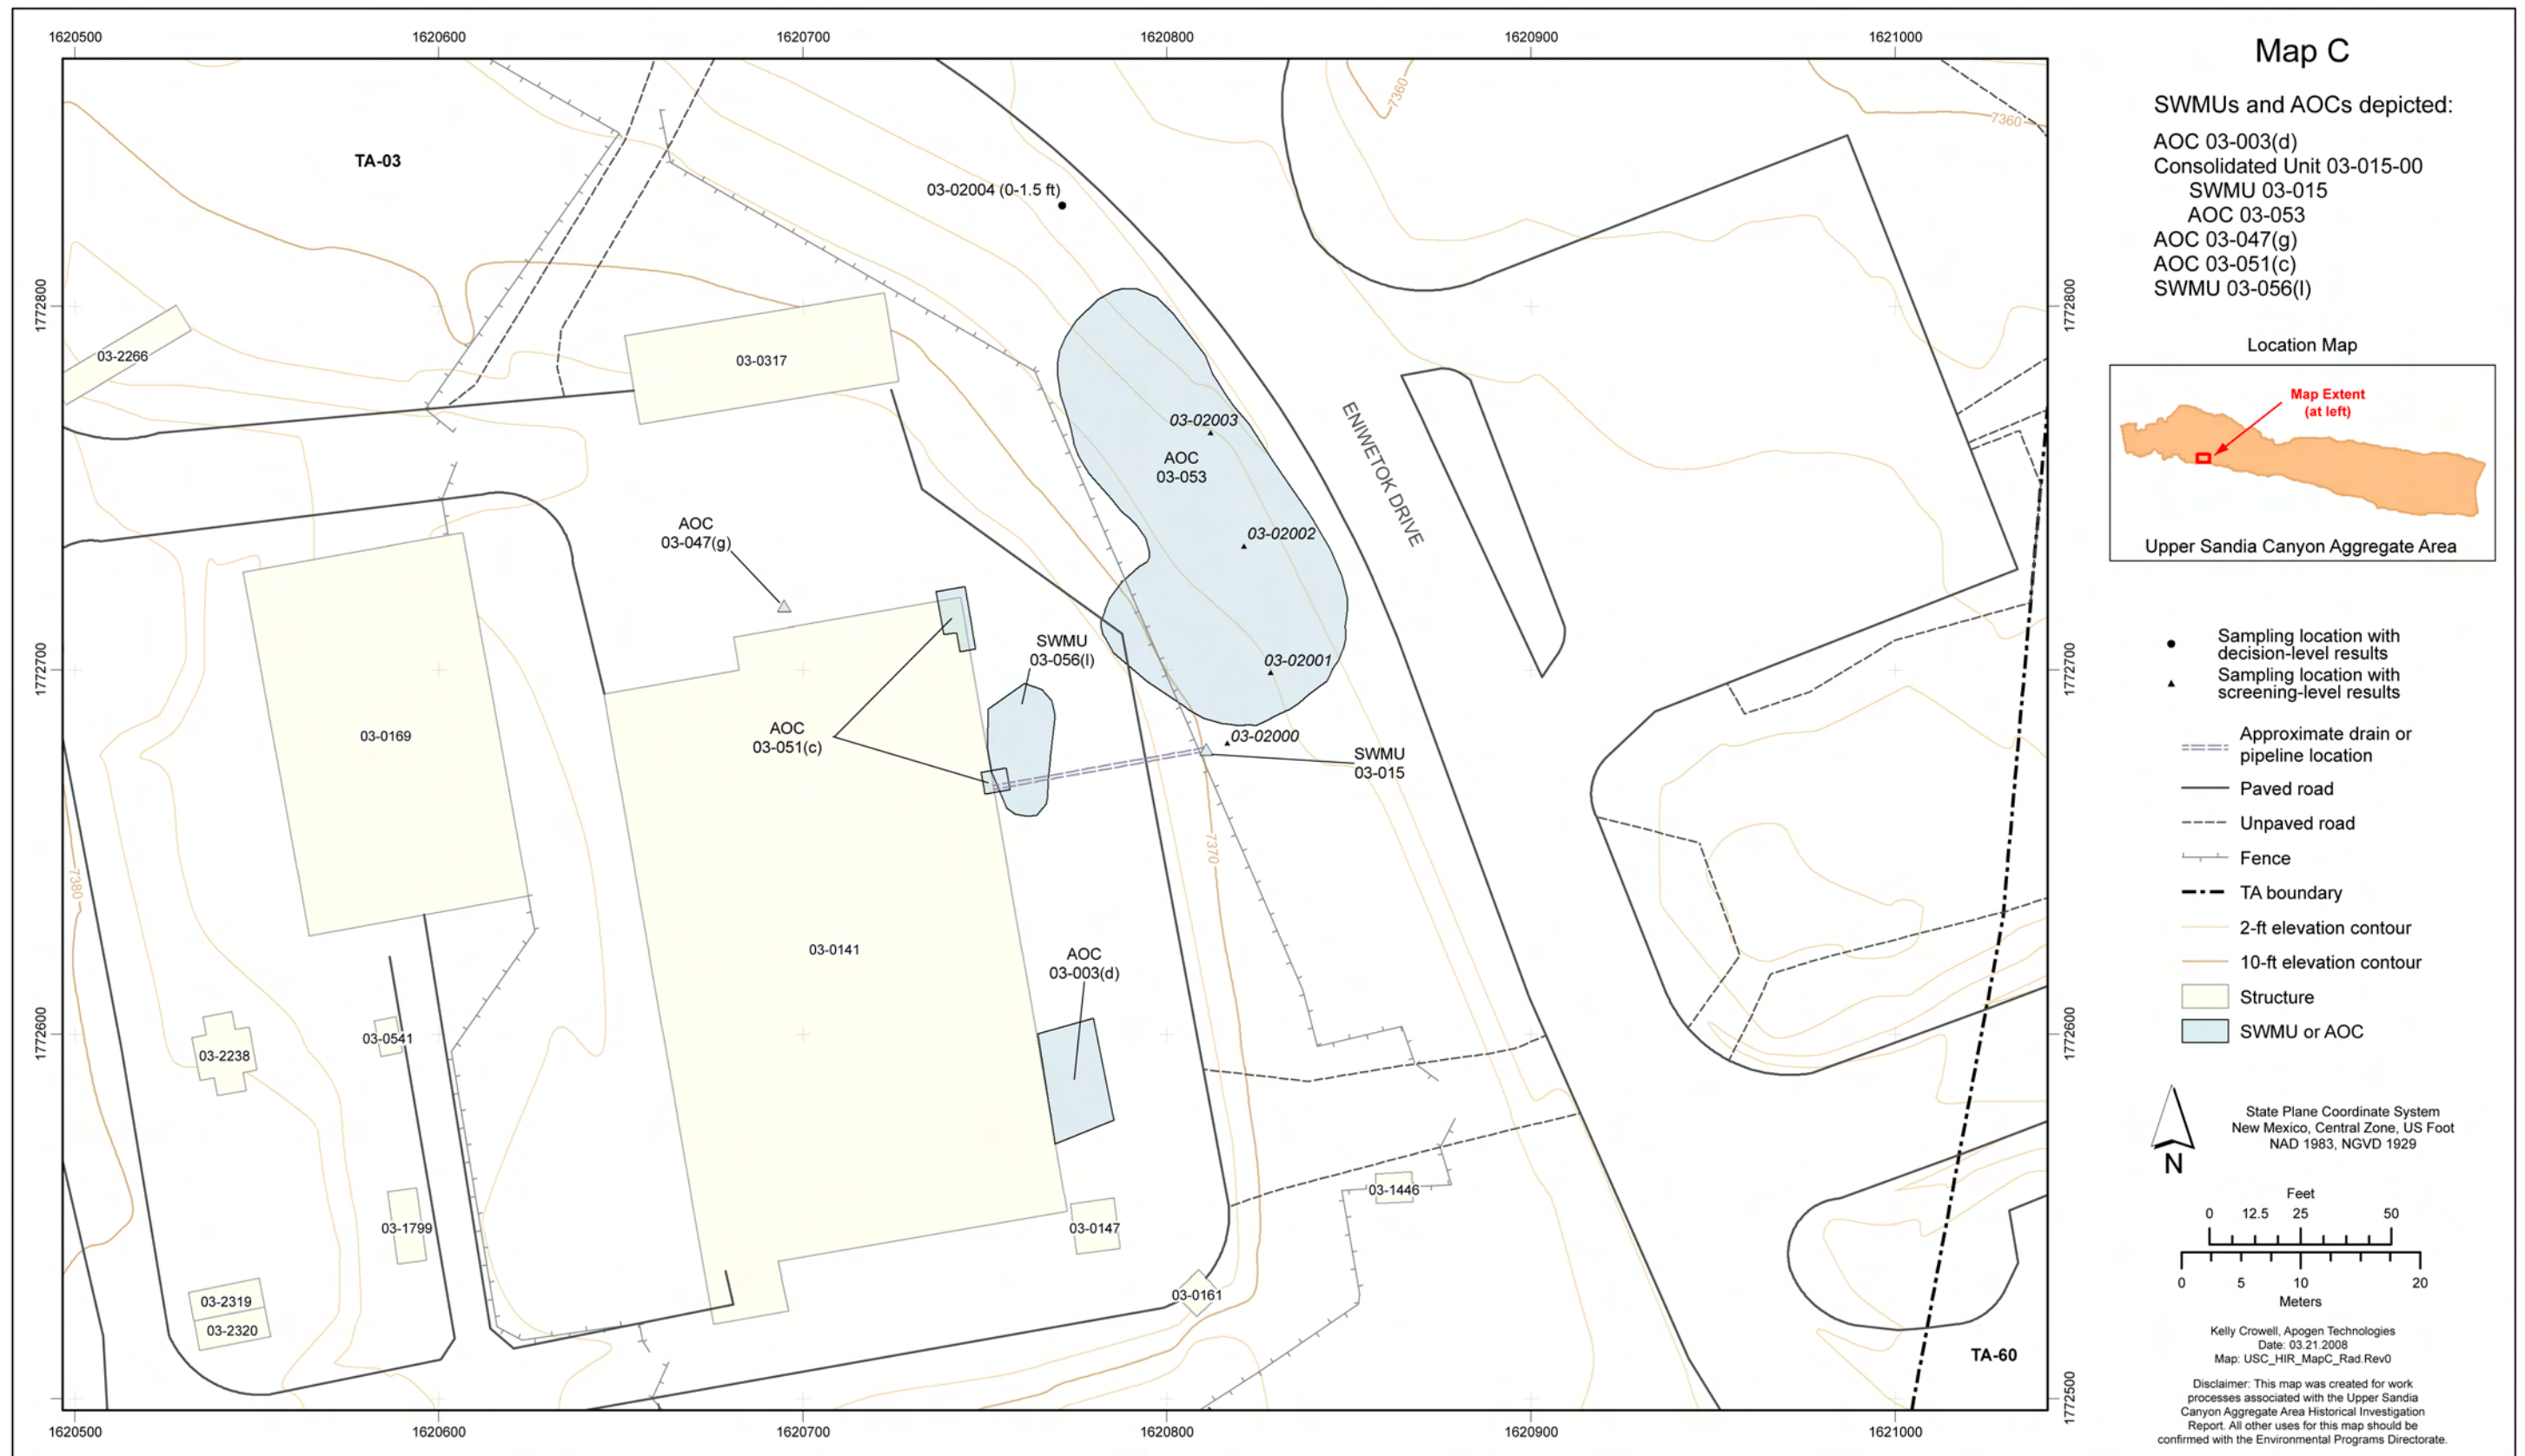 1620500
1620600
1620700
1620800
1620900
1621000
Map C
SWMUs and AOCs depicted:
AOC 03-003(d)
Consolidated Unit 03-015-00
SWMU 03-015
AOC 03-053
AOC 03-047(g)
AOC 03-051(c)
SWMU 03-056(l)
7360
7360
TA-03
03-02004 (0-1.5 ft)
1772800
1772800
03-2266
03-0317
Location Map
Map Extent
(at left)
Upper Sandia Canyon Aggregate Area
03-02003
AOC
03-053
ENIWETOK DRIVE
03-02002
AOC
03-047(g)
SWMU
03-056(l)
03-02001
1772700
1772700
03-0169
AOC
03-051(c)
03-02000
SWMU
03-015
7370
7380
03-0141
AOC
03-003(d)
1772600
1772600
03-0541
03-2238
03-1446
03-1799
03-0147
03-0161
03-2319
03-2320
TA-60
1772500
1772500
1620500
1620600
1620700
1620800
1620900
1621000
Sampling location with
decision-level results
Sampling location with
screening-level results
Approximate drain or
pipeline location
Paved road
Unpaved road
Fence
TA boundary
2-ft elevation contour
10-ft elevation contour
Structure
SWMU or AOC
N
State Plane Coordinate System
New Mexico, Central Zone, US Foot
NAD 1983, NGVD 1929
Feet
0 12.5 25 50
0 5 10 20
Meters
Kelly Crowell, Apogen Technologies
Date: 03.21.2008
Map: USC_HIR_MapC_Rad.Rev0
Disclaimer: This map was created for work
processes associated with the Upper Sandia
Canyon Aggregate Area Historical Investigation
Report. All other uses for this map should be
confirmed with the Environmental Programs Directorate.